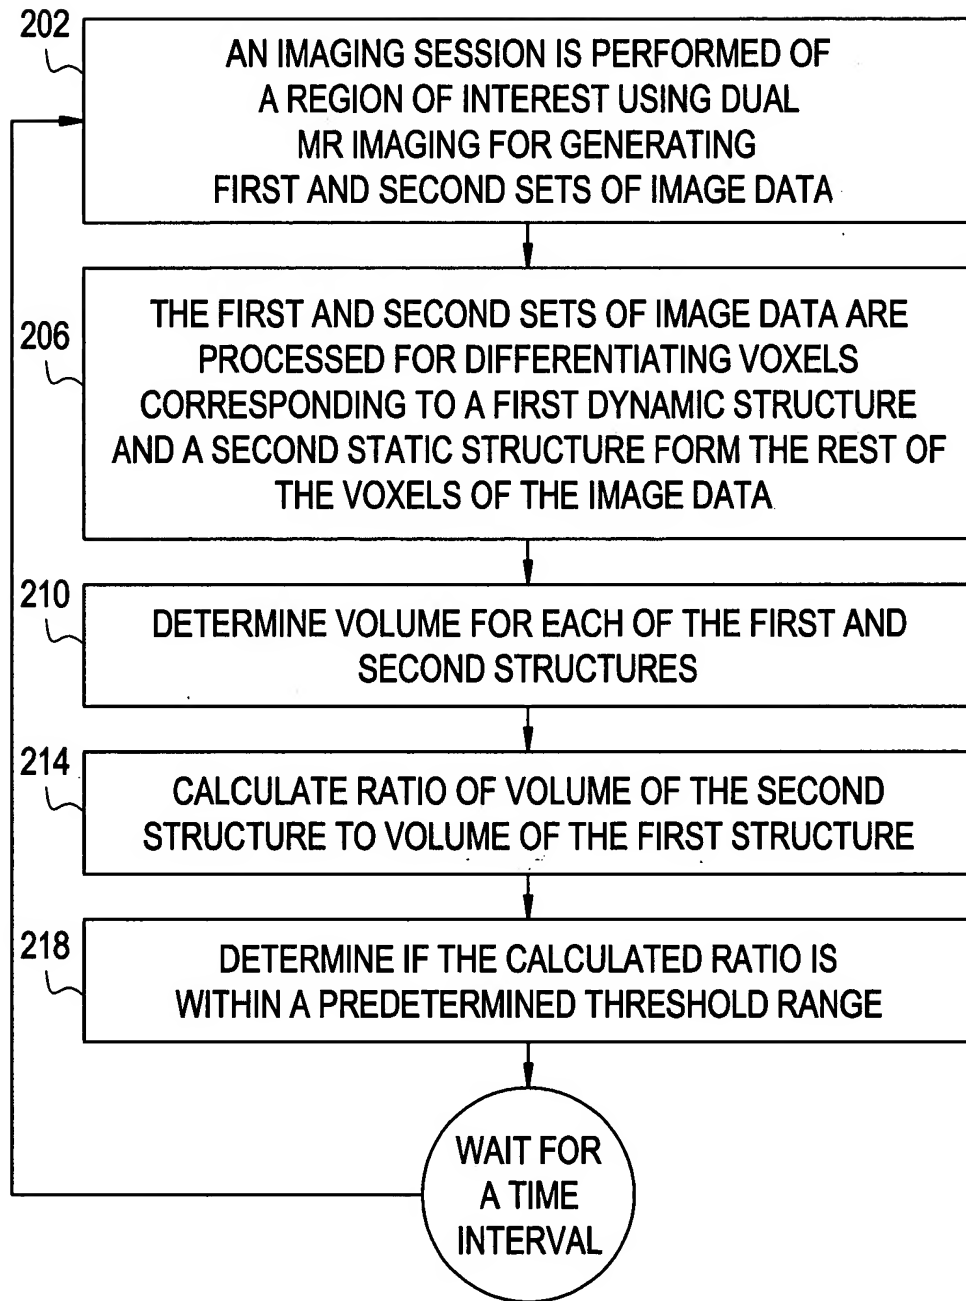 202
AN IMAGING SESSION IS PERFORMED OF
A REGION OF INTEREST USING DUAL
MR IMAGING FOR GENERATING
FIRST AND SECOND SETS OF IMAGE DATA
206
THE FIRST AND SECOND SETS OF IMAGE DATA ARE
PROCESSED FOR DIFFERENTIATING VOXELS
CORRESPONDING TO A FIRST DYNAMIC STRUCTURE
AND A SECOND STATIC STRUCTURE FORM THE REST OF
THE VOXELS OF THE IMAGE DATA
210
DETERMINE VOLUME FOR EACH OF THE FIRST AND
SECOND STRUCTURES
214
CALCULATE RATIO OF VOLUME OF THE SECOND
STRUCTURE TO VOLUME OF THE FIRST STRUCTURE
218
DETERMINE IF THE CALCULATED RATIO IS
WITHIN A PREDETERMINED THRESHOLD RANGE
WAIT FOR
A TIME
INTERVAL